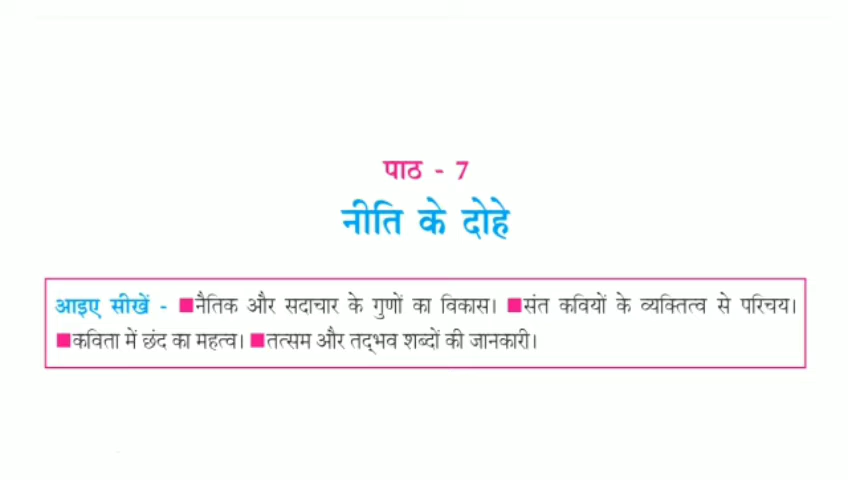 पाठ - 7
नीति के दोहे
आइए सीखें - ■नैतिक और सदाचार के गुणों का विकास। ■संत कवियों के व्यक्तित्व से परिचय।
■कविता में छंद का महत्व। ■तत्सम और तद्भव शब्दों की जानकारी।